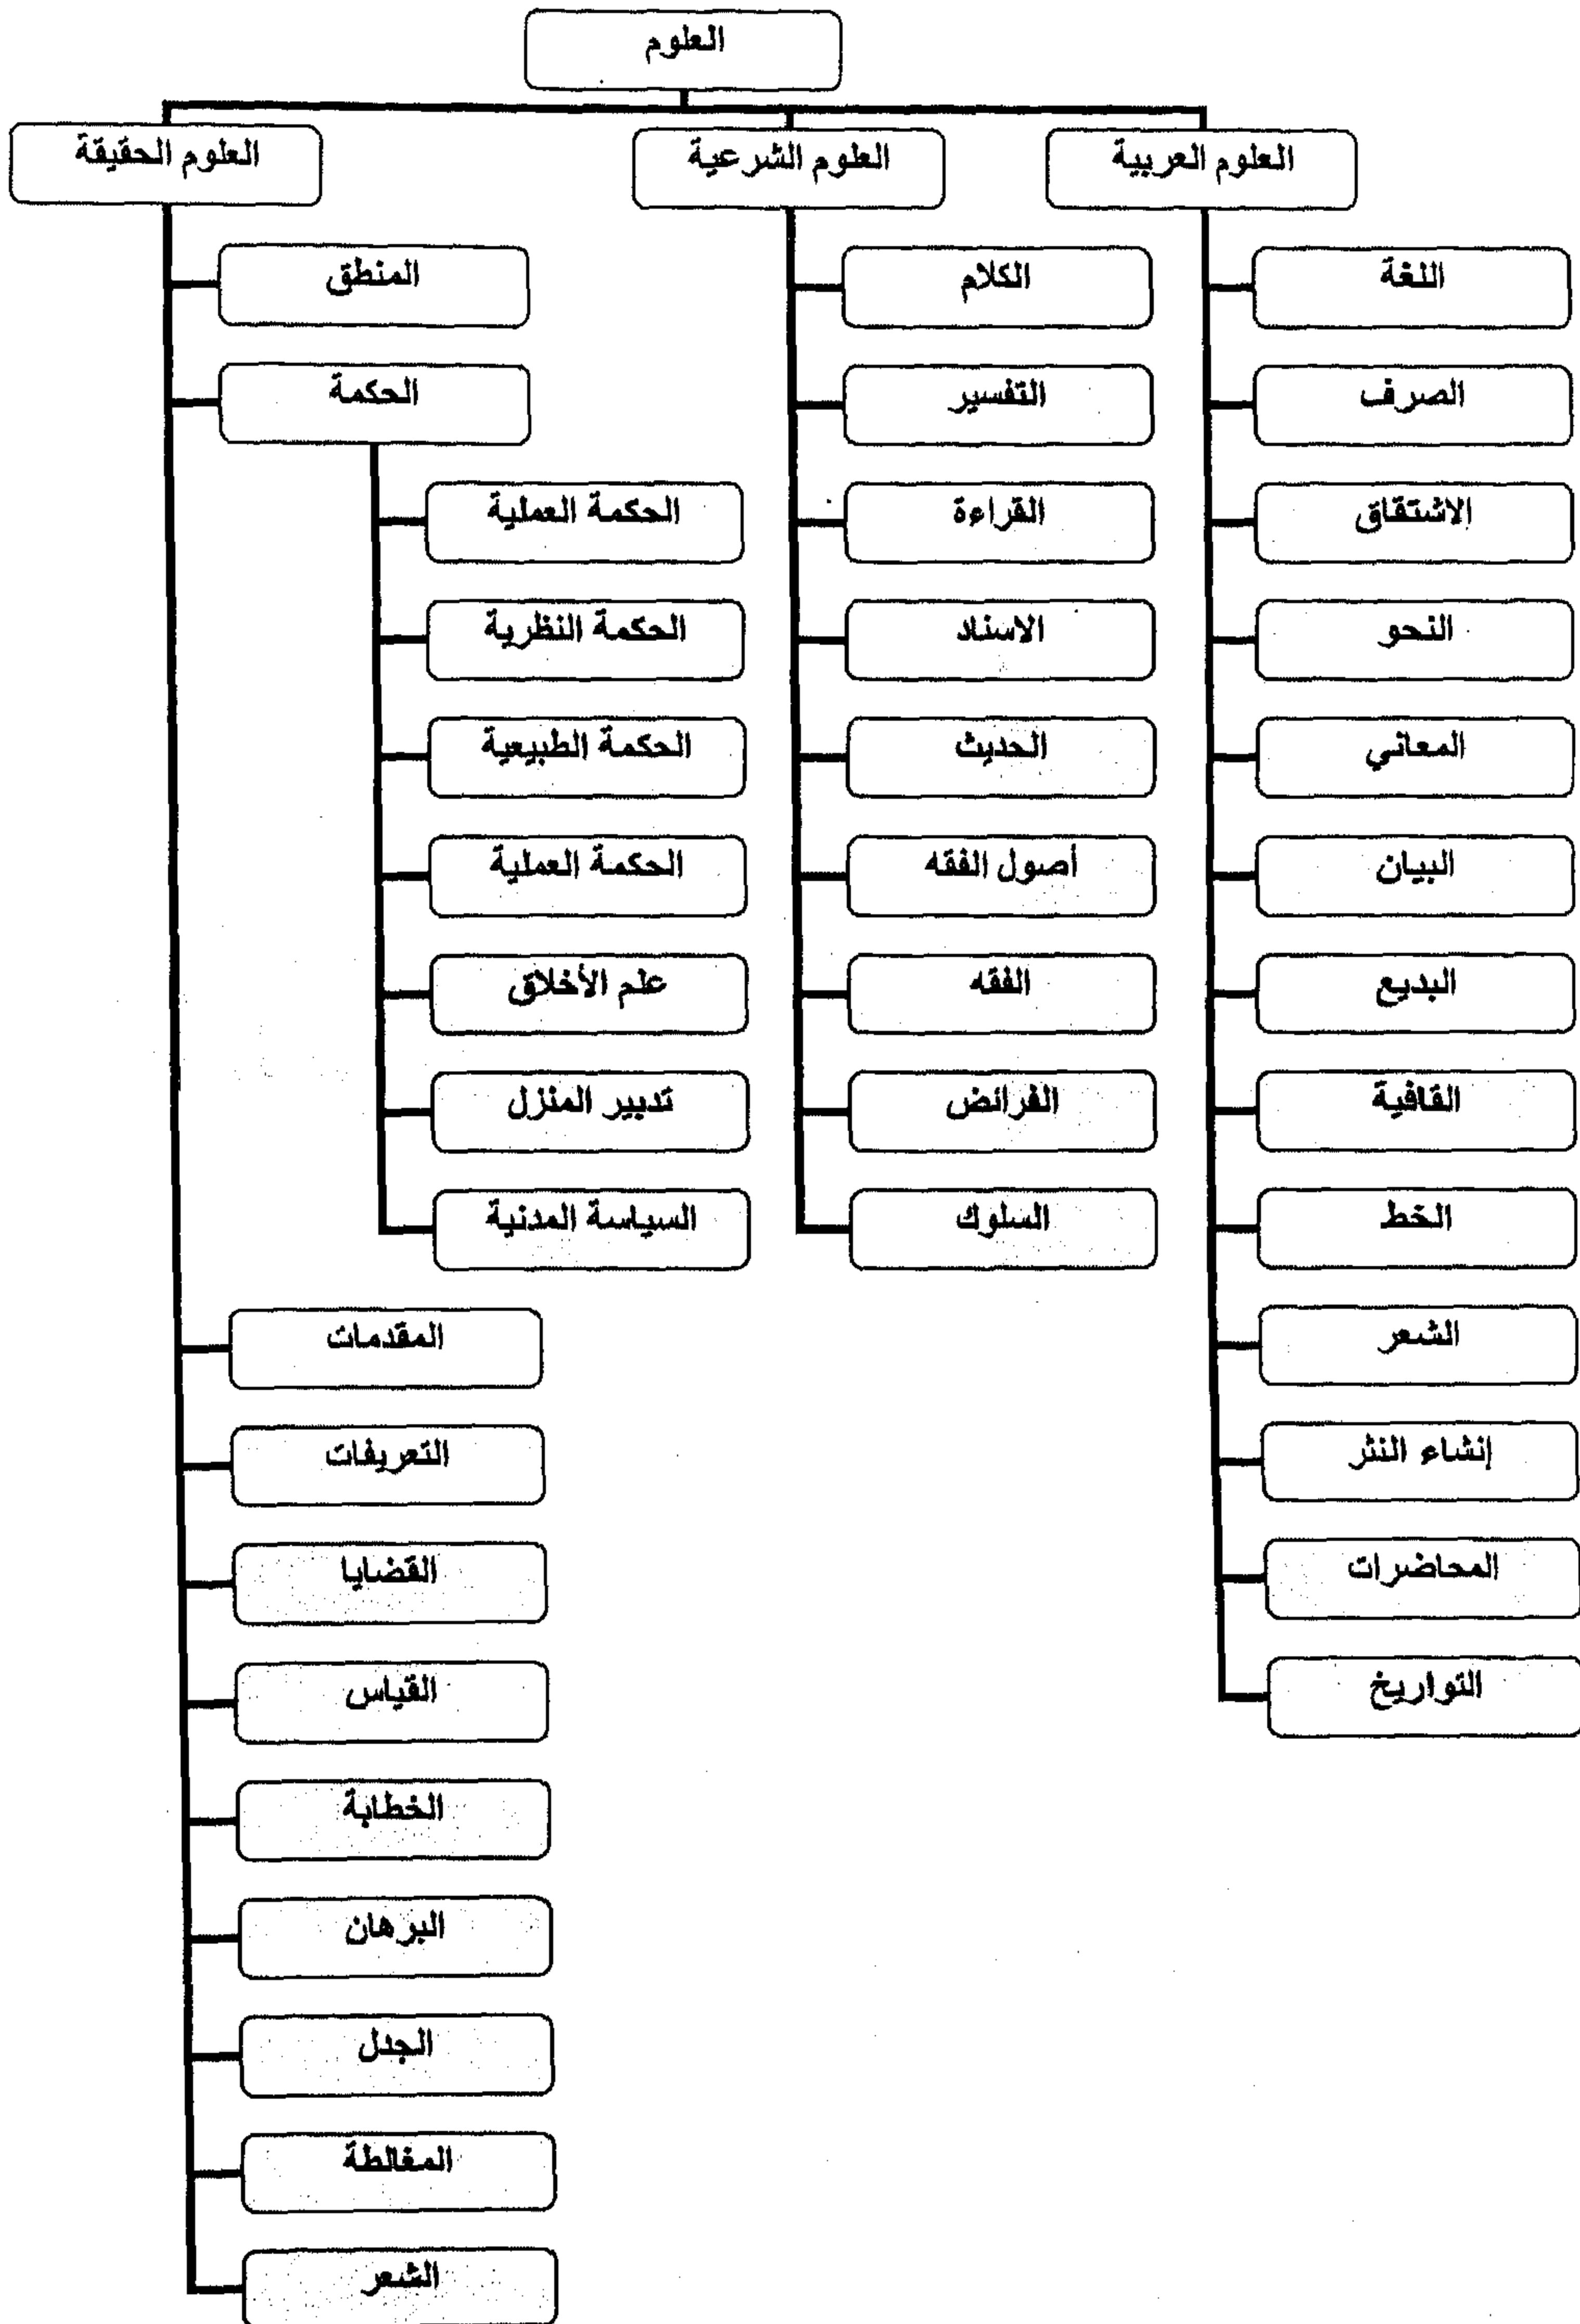 العلوم
العلوم العربية
اللغة
الصرف
الاشتقاق
النحو
المعاني
البيان
البديع
القافية
الخط
الشعر
إنشاء النثر
المحاضرات
التواريخ
العلوم الشرعية
الكلام
التفسير
القراءة
الاسناد
الحديث
أصول الفقه
الفقه
الفرائض
السلوك
العلوم الحقيقة
المنطق
الحكمة
الحكمة العملية
الحكمة النظرية
الحكمة الطبيعية
الحكمة العملية
علم الأخلاق
تدبير المنزل
السياسة المدنية
المقدمات
التعريفات
القضايا
القياس
الخطابة
البرهان
الجدل
المغالطة
الشعر